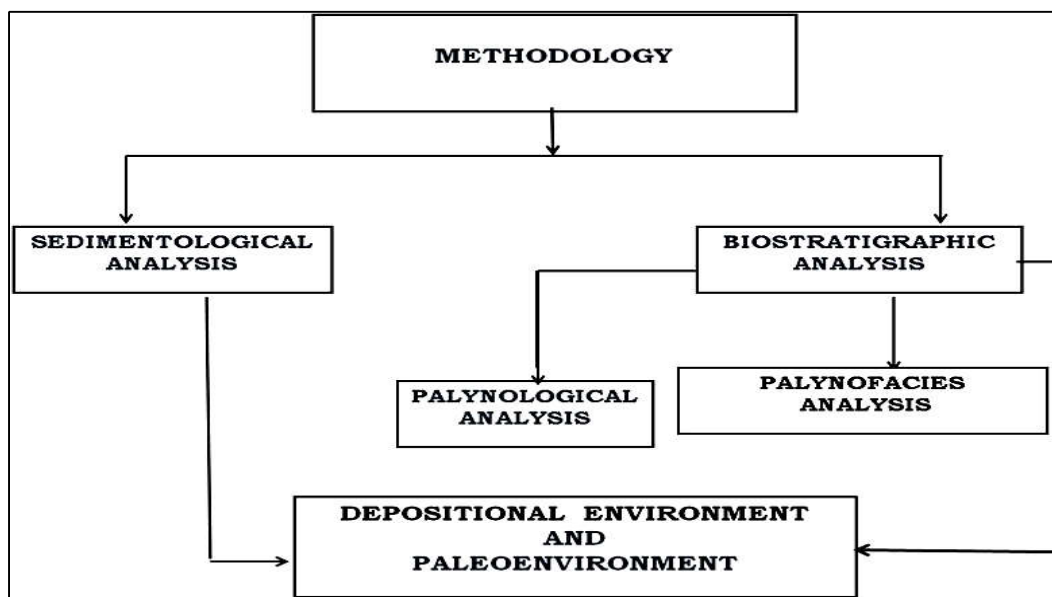 METHODOLOGY
SEDIMENTOLOGICAL
ANALYSIS
BIOSTRATIGRAPHIC
ANALYSIS
PALYNOLOGICAL
ANALYSIS
PALYNOFACIES
ANALYSIS
DEPOSITIONAL ENVIRONMENT
AND
PALEOENVIRONMENT